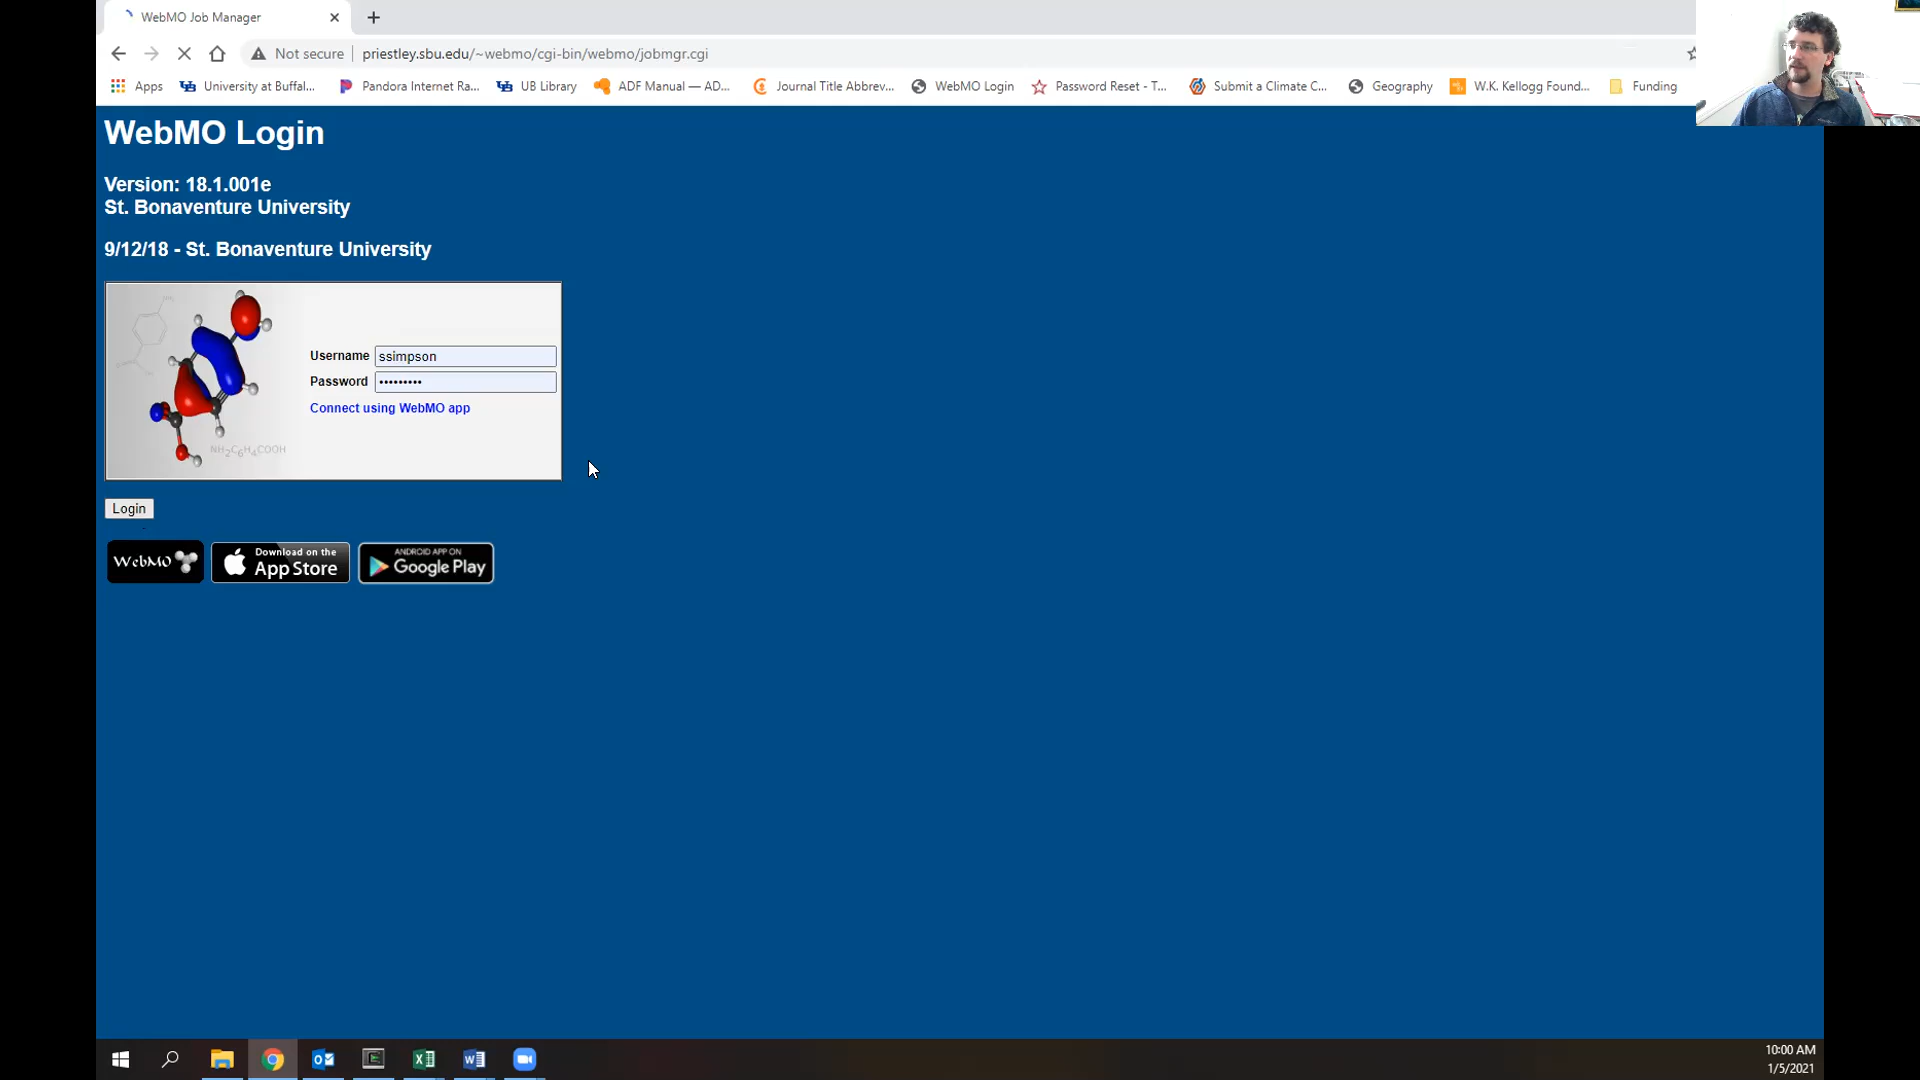 WebMO Job Manager
Not secure
priestley.sbu.edu/~webmo/cgi-bin/webmo/jobmgr.cgi
Apps
University at Buffal...
Pandora Internet Ra...
UB Library
ADF Manual — AD...
Journal Title Abbrev...
WebMO Login
Password Reset - T...
Submit a Climate C...
Geography
W.K. Kellogg Found...
Funding
WebMO Login
Version: 18.1.001e
St. Bonaventure University
9/12/18 - St. Bonaventure University
Username ssimpson
Password •••••••••
Connect using WebMO app
NH2C6H4COOH
Login
WebMO
Download on the
App Store
ANDROID APP ON
Google Play
10:00 AM
1/5/2021